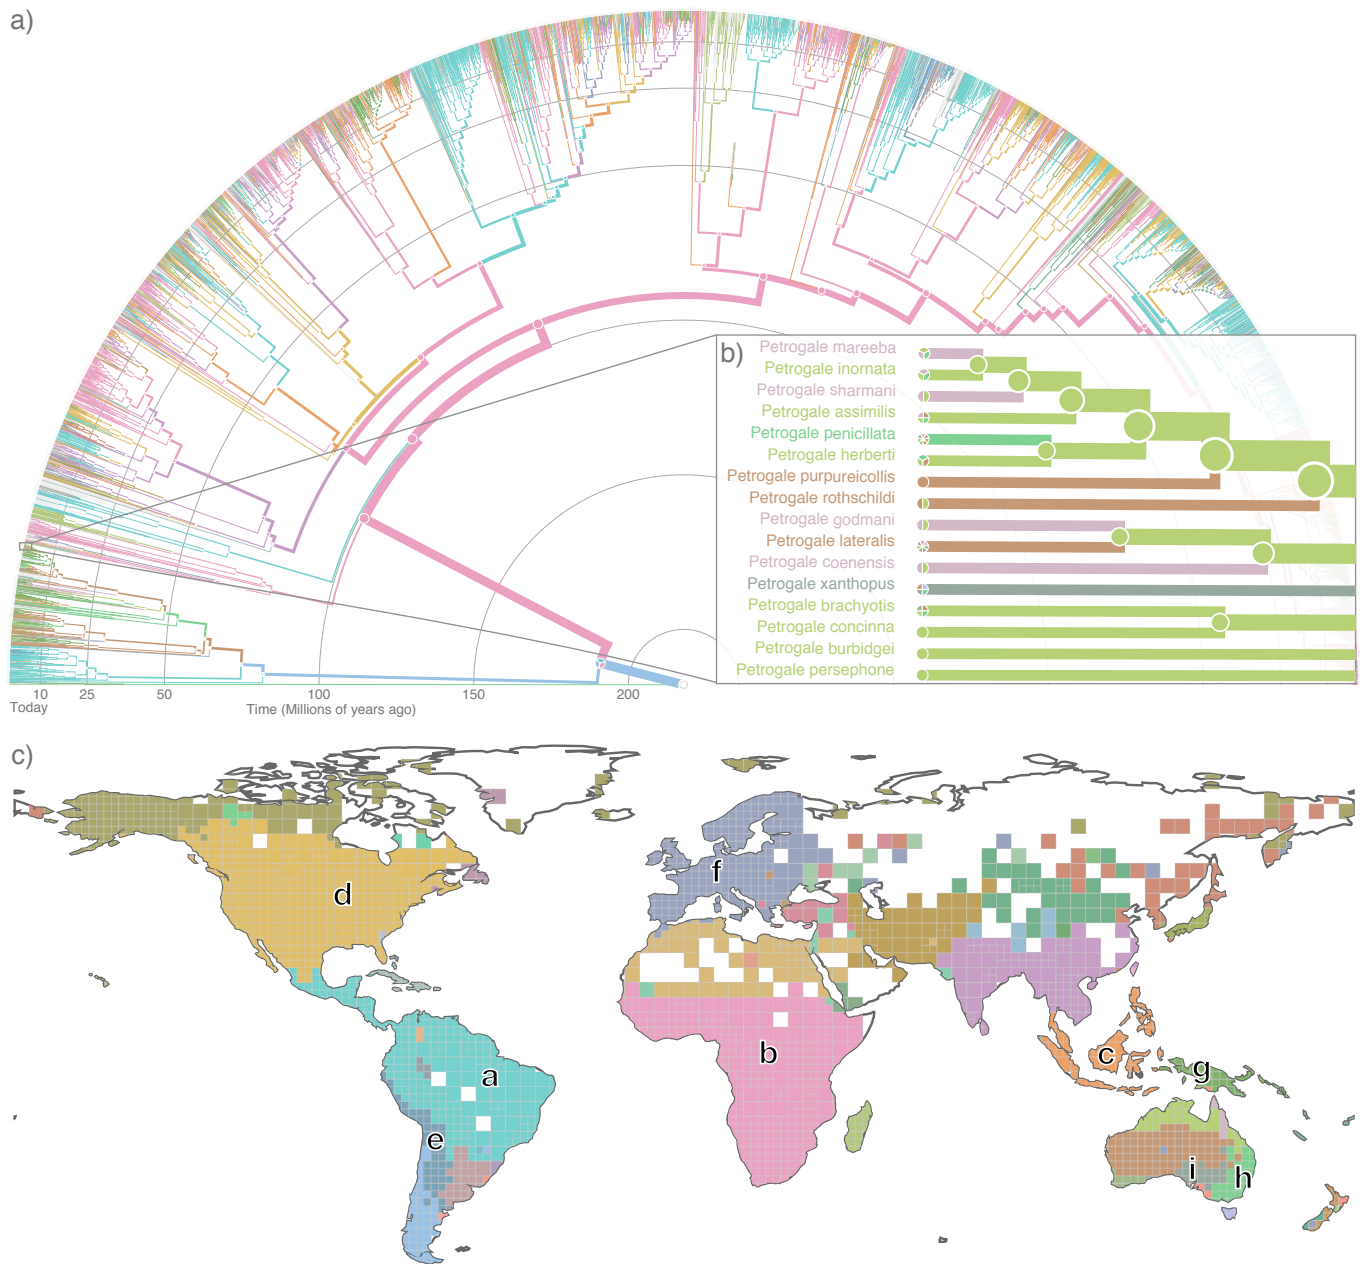 a)
b)
Petrogale mareeba
Petrogale inornata
Petrogale sharmani
Petrogale assimilis
Petrogale penicillata
Petrogale herberti
Petrogale purpureicollis
Petrogale rothschildi
Petrogale godmani
Petrogale lateralis
Petrogale coenensis
Petrogale xanthopus
Petrogale brachyotis
Petrogale concinna
Petrogale burbidgei
Petrogale persephone
10 25 50 100 150 200
Today
Time (Millions of years ago)
c)
f
d
b
c
g
a
e
i
h